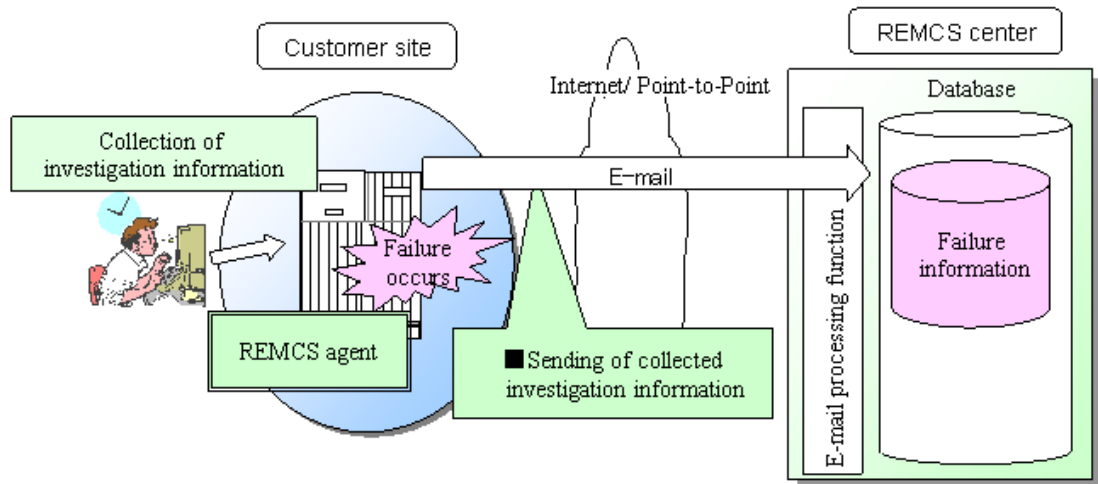 Customer site
REMCS center
Internet/ Point-to-Point
Database
Collection of
investigation information
E-mail
Failure
occurs
Failure
information
REMCS agent
■Sending of collected
investigation information
E-mail processing function